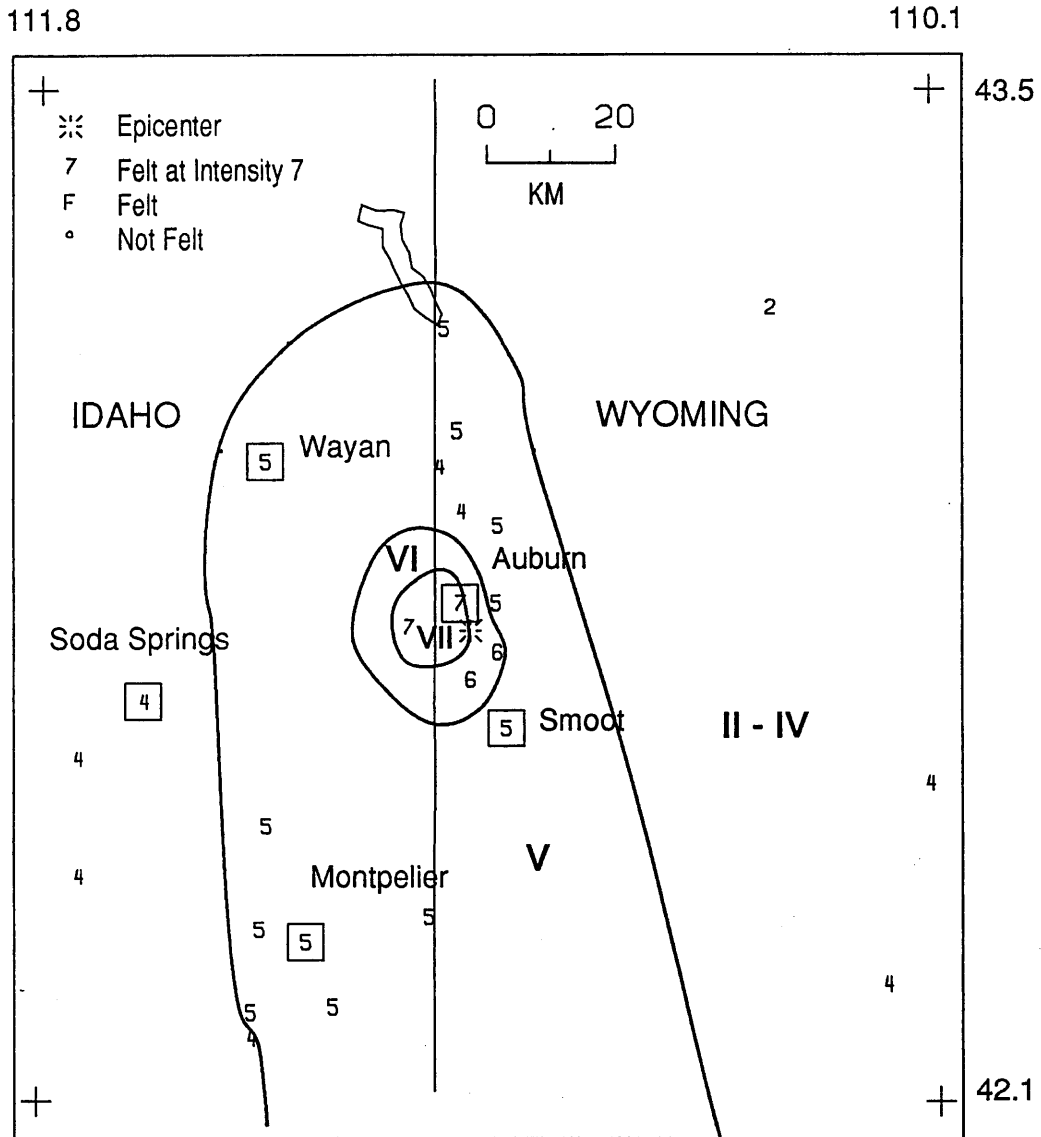 111.8 110.1
43.5
0 20
KM
Epicenter
7 Felt at Intensity 7
F Felt
o Not Felt
2
5
IDAHO WYOMING
5
5 Wayan
4
4
5
VI Auburn
7 5
7 VII
Soda Springs
6
6
4
5 Smoot II - IV
4
4
5
V
4 Montpelier
5
5 5
4
5 5
4
42.1